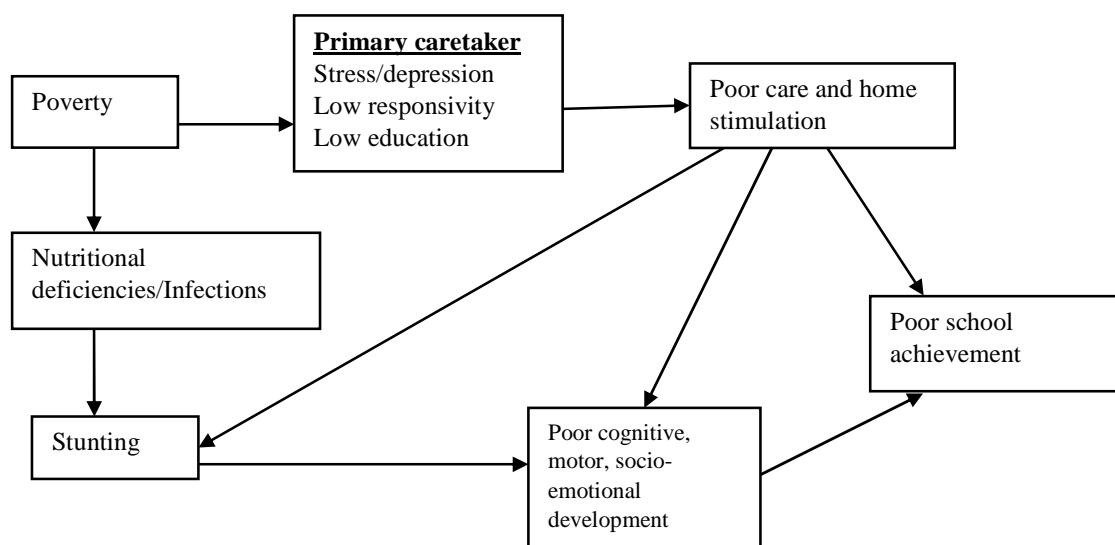 Primary caretaker
Stress/depression
Low responsivity
Low education
Poverty
Poor care and home
stimulation
Nutritional
deficiencies/Infections
Poor school
achievement
Stunting
Poor cognitive,
motor, socio-
emotional
development